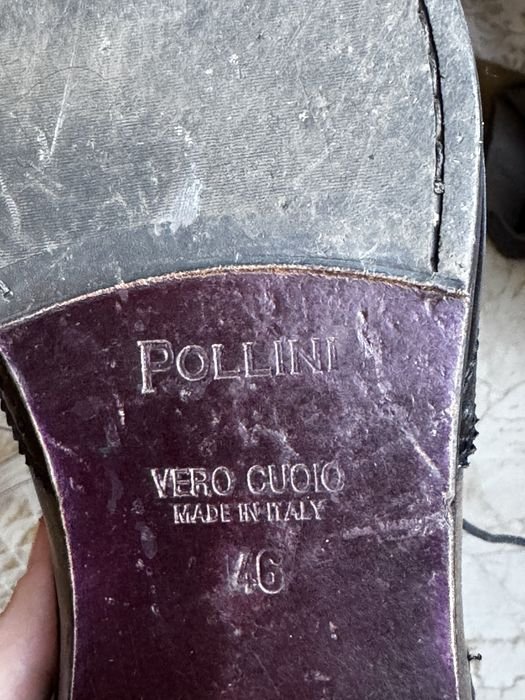 POLLINI
VERO CUOIO
MADE IN ITALY
46